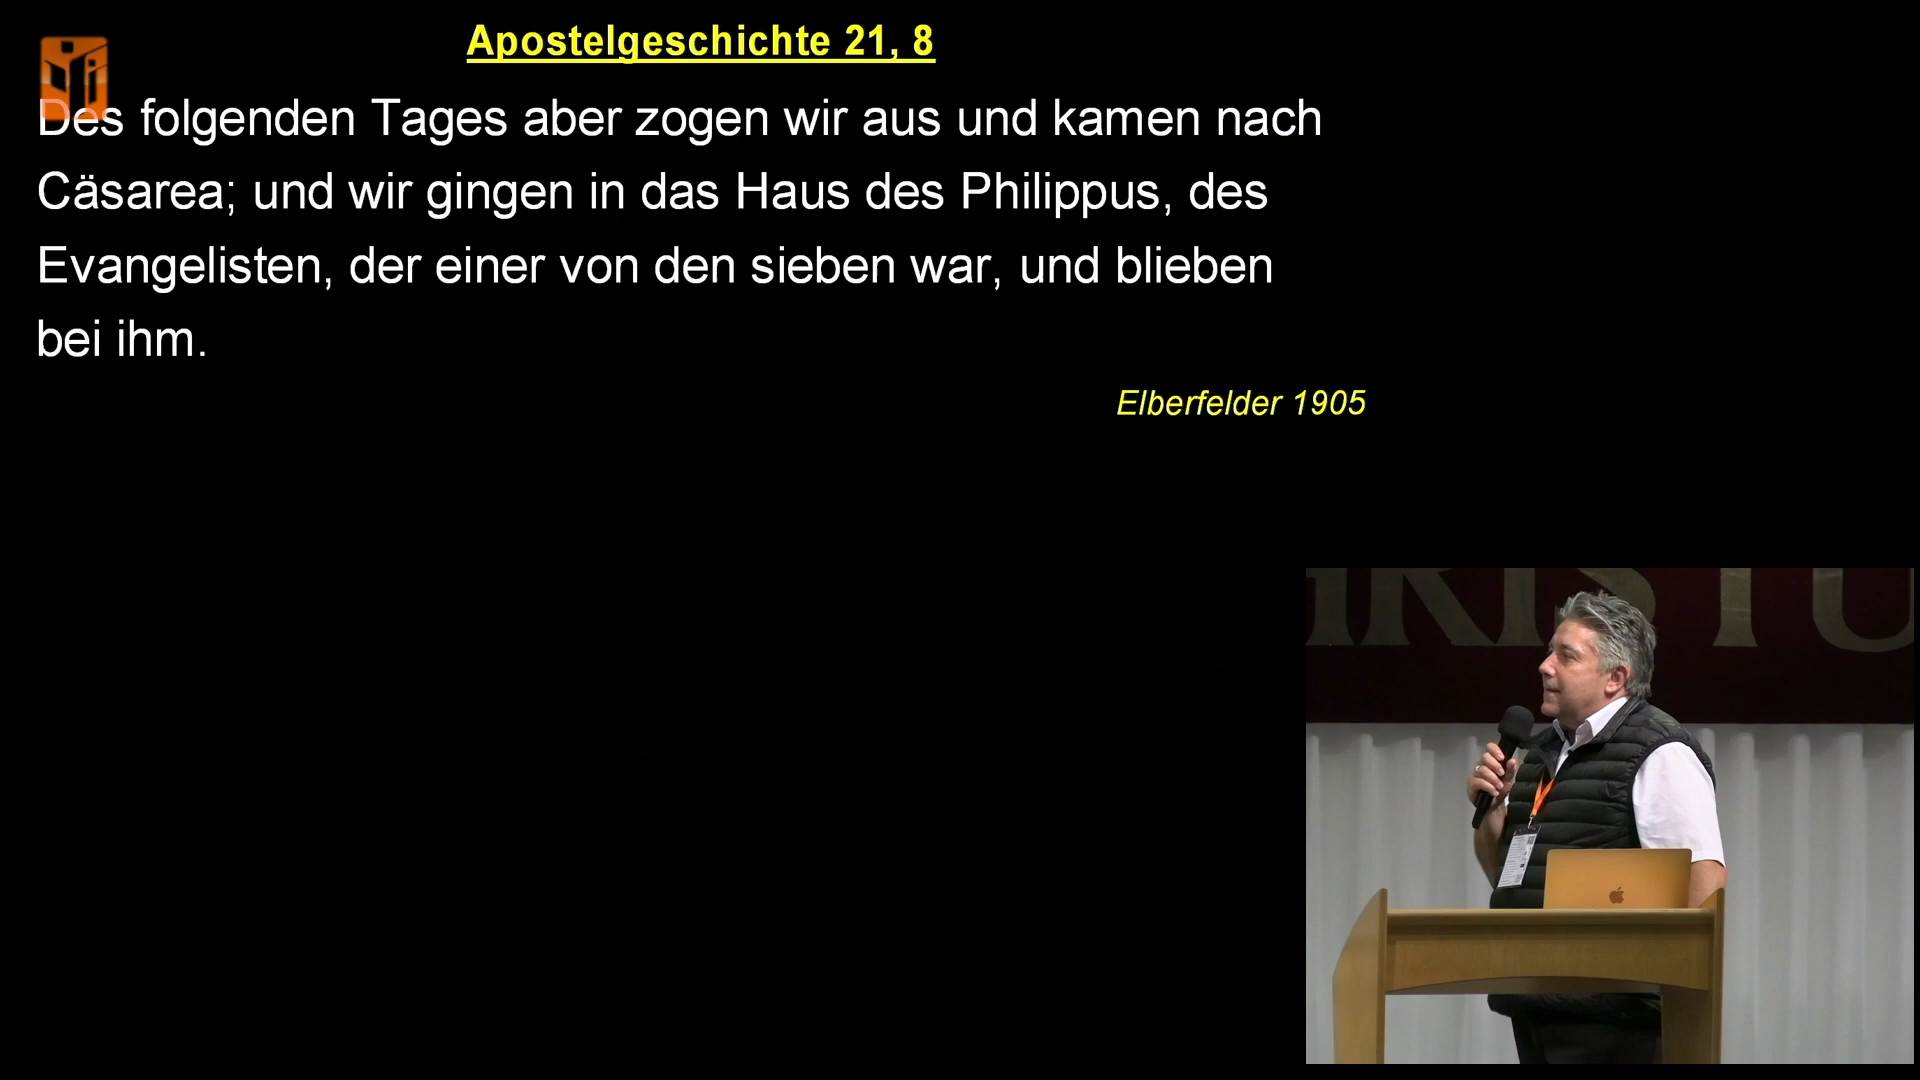 Apostelgeschichte 21, 8
Des folgenden Tages aber zogen wir aus und kamen nach
Cäsarea; und wir gingen in das Haus des Philippus, des
Evangelisten, der einer von den sieben war, und blieben
bei ihm.
Elberfelder 1905